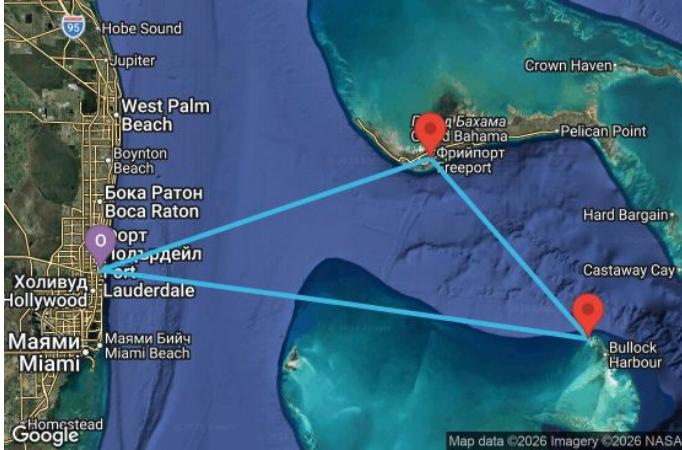 95
Hobe Sound
Jupiter
West Palm
Beach
Boynton
Beach
Бока Ратон
Boca Raton
Crown Haven
Бахама
Bahama
Pelican Point
Фрийпорт
Hard Bargain
O
Холивуд
Hollywood
Lauderdale
Castaway Cay
Маями
Miami
Маями Бийч
Miami Beach
Bullock
Harbour
Homestead
Google
Map data ©2026 Imagery ©2026 NASA